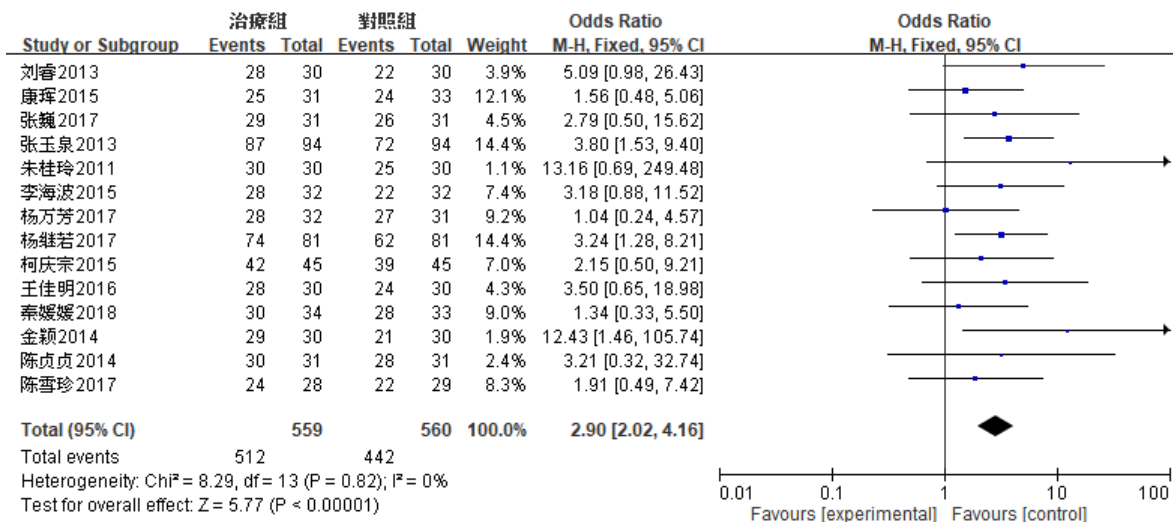 治療組 對照組 Odds Ratio Odds Ratio
Study or Subgroup Events Total Events Total Weight M-H, Fixed, 95% CI M-H, Fixed, 95% CI
刘睿2013 28 30 22 30 3.9% 5.09 [0.98, 26.43]
康珲2015 25 31 24 33 12.1% 1.56 [0.48, 5.06]
张巍2017 29 31 26 31 4.5% 2.79 [0.50, 15.62]
张玉泉2013 87 94 72 94 14.4% 3.80 [1.53, 9.40]
朱桂玲2011 30 30 25 30 1.1% 13.16 [0.69, 249.48]
李海波2015 28 32 22 32 7.4% 3.18 [0.88, 11.52]
杨万芳2017 28 32 27 31 9.2% 1.04 [0.24, 4.57]
杨继若2017 74 81 62 81 14.4% 3.24 [1.28, 8.21]
柯庆宗2015 42 45 39 45 7.0% 2.15 [0.50, 9.21]
王佳明2016 28 30 24 30 4.3% 3.50 [0.65, 18.98]
秦媛媛2018 30 34 28 33 9.0% 1.34 [0.33, 5.50]
金颖2014 29 30 21 30 1.9% 12.43 [1.46, 105.74]
陈贞贞2014 30 31 28 31 2.4% 3.21 [0.32, 32.74]
陈雪珍2017 24 28 22 29 8.3% 1.91 [0.49, 7.42]
Total (95% CI) 559 560 100.0% 2.90 [2.02, 4.16]
Total events 512 442
Heterogeneity: Chi² = 8.29, df = 13 (P = 0.82); I² = 0%
Test for overall effect: Z = 5.77 (P < 0.00001)
0.01 0.1 1 10 100
Favours [experimental] Favours [control]